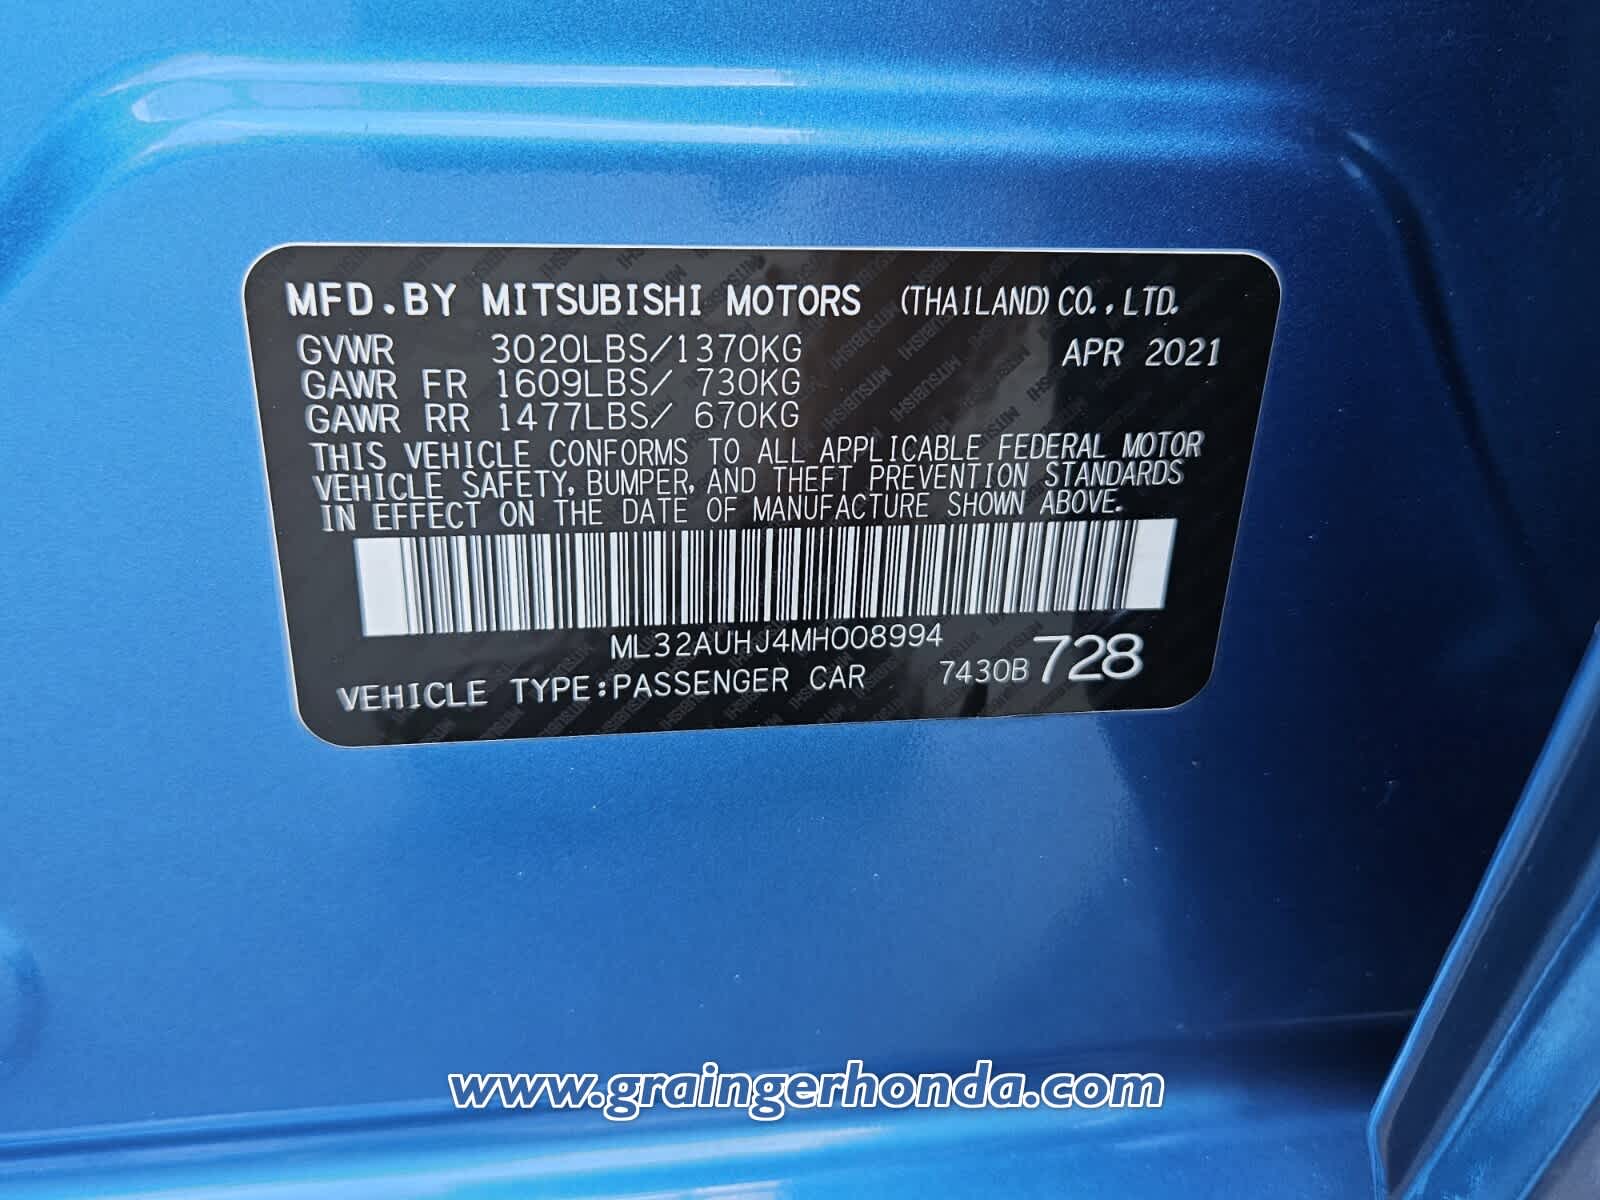 MFD.BY MITSUBISHI MOTORS (THAILAND)CO.,LTD.
GVWR 3020LBS/1370KG APR 2021
GAWR FR 1609LBS/ 730KG
GAWR RR 1477LBS/ 670KG
THIS VEHICLE CONFORMS TO ALL APPLICABLE FEDERAL MOTOR
VEHICLE SAFETY, BUMPER, AND THEFT PREVENTION STANDARDS
IN EFFECT ON THE DATE OF MANUFACTURE SHOWN ABOVE.
ML32AUHJ4MH008994
VEHICLE TYPE:PASSENGER CAR 7430B 728
www.graingerhonda.com